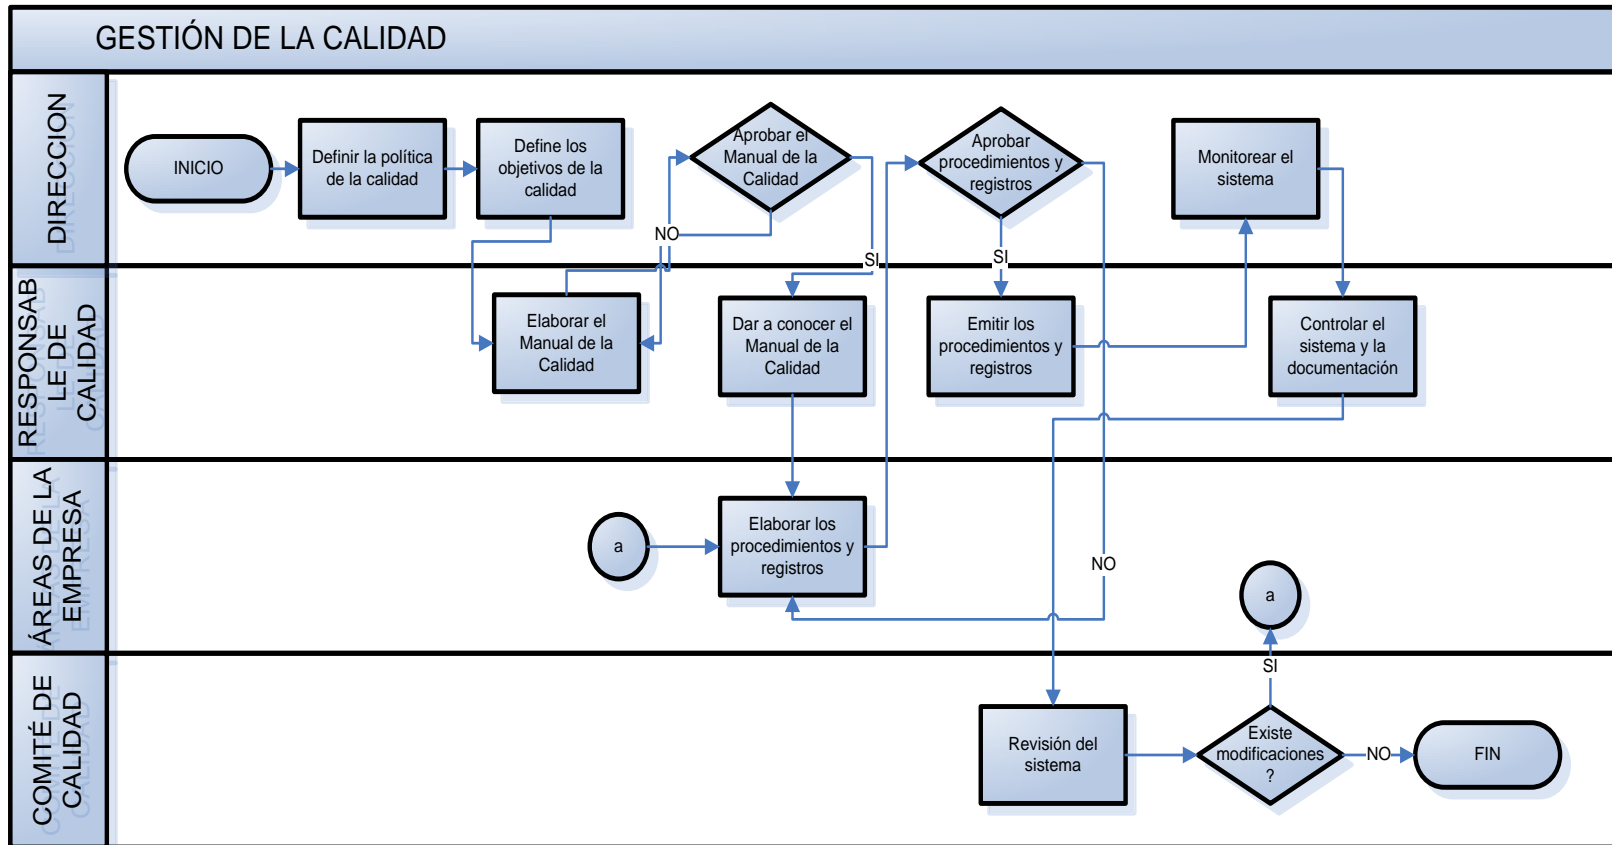 GESTIÓN DE LA CALIDAD
DIRECCION
INICIO
Definir la política
de la calidad
Define los
objetivos de la
calidad
Aprobar el
Manual de la
Calidad
Aprobar
procedimientos y
registros
Monitorear el
sistema
NO
SI
SI
RESPONSAB
LE DE
CALIDAD
Elaborar el
Manual de la
Calidad
Dar a conocer el
Manual de la
Calidad
Emitir los
procedimientos y
registros
Controlar el
sistema y la
documentación
ÁREAS DE LA
EMPRESA
a
Elaborar los
procedimientos y
registros
NO
a
SI
COMITÉ DE
CALIDAD
Revisión del
sistema
Existe
modificaciones
?
NO
FIN